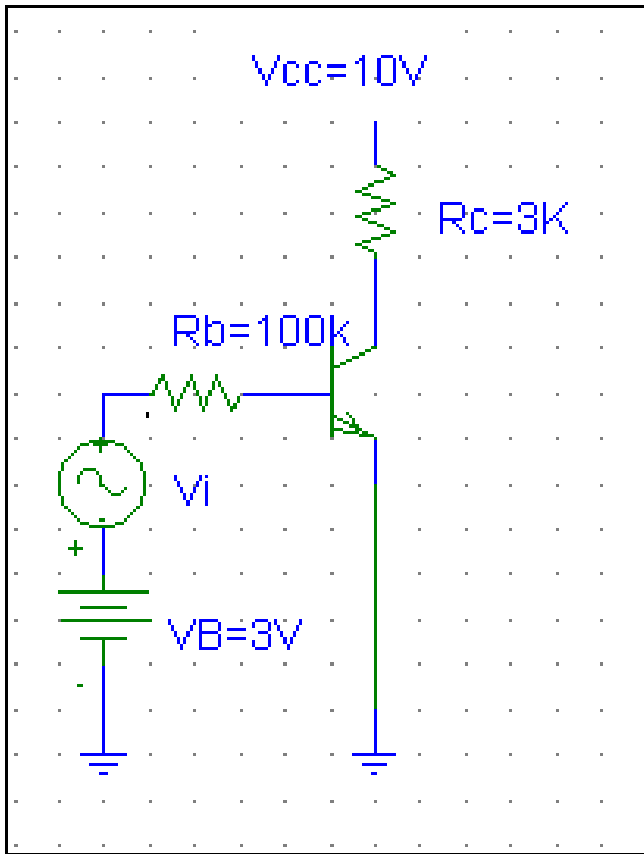 Vcc=10V
Rc=3K
Rb=100k
+
-
Vi
+
VB=3V
-